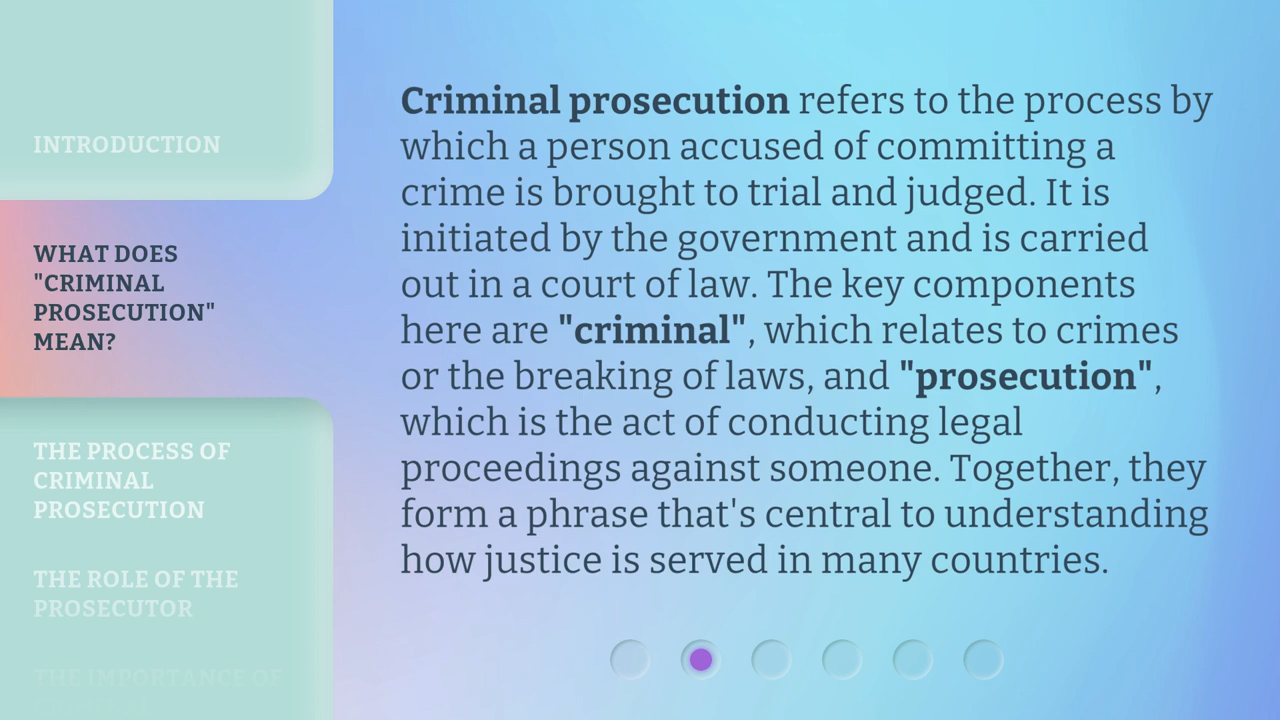 INTRODUCTION
WHAT DOES
"CRIMINAL
PROSECUTION"
MEAN?
THE PROCESS OF
CRIMINAL
PROSECUTION
THE ROLE OF THE
PROSECUTOR
THE IMPORTANCE OF
Criminal prosecution refers to the process by
which a person accused of committing a
crime is brought to trial and judged. It is
initiated by the government and is carried
out in a court of law. The key components
here are "criminal", which relates to crimes
or the breaking of laws, and "prosecution",
which is the act of conducting legal
proceedings against someone. Together, they
form a phrase that's central to understanding
how justice is served in many countries.